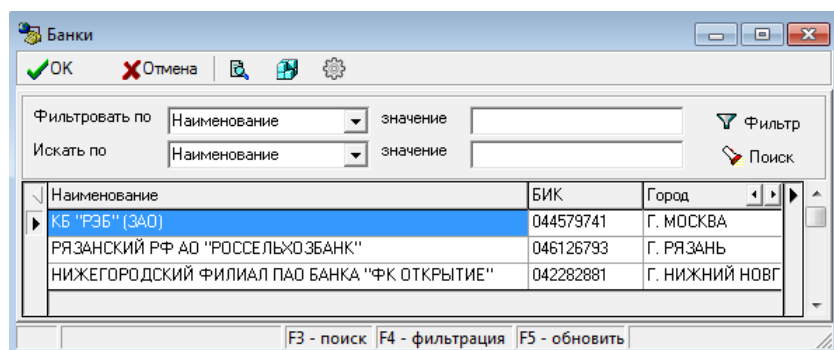 Банки
OK Отмена
Фильтровать по Наименование значение Фильтр
Искать по Наименование значение Поиск
Наименование БИК Город
КБ "РЭБ" (ЗАО) 044579741 Г. МОСКВА
РЯЗАНСКИЙ РФ АО "РОССЕЛЬХОЗБАНК" 046126793 Г. РЯЗАНЬ
НИЖЕГОРОДСКИЙ ФИЛИАЛ ПАО БАНКА "ФК ОТКРЫТИЕ" 042282881 Г. НИЖНИЙ НОВГ
F3 - поиск F4 - фильтрация F5 - обновить